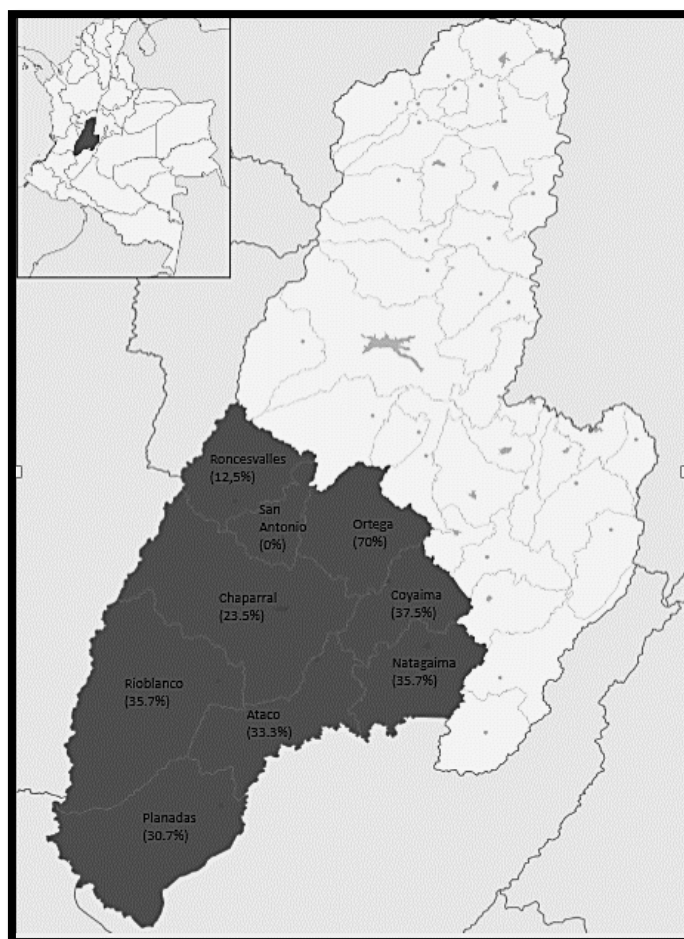 Roncesvalles
(12,5%)
San
Antonio
(0%)
Ortega
(70%)
Chaparral
(23.5%)
Coyaima
(37.5%)
Natagaima
(35.7%)
Rioblanco
(35.7%)
Ataco
(33.3%)
Planadas
(30.7%)